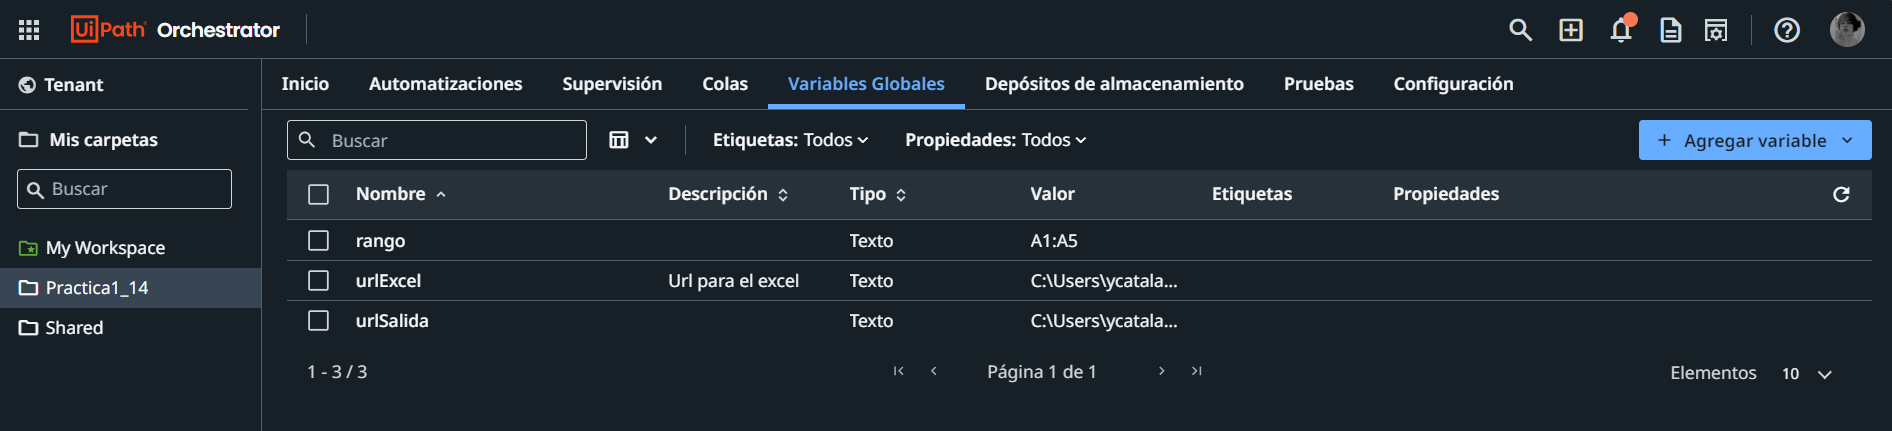 UiPath Orchestrator
Tenant
Inicio Automatizaciones Supervisión Colas Variables Globales Depósitos de almacenamiento Pruebas Configuración
Mis carpetas
Buscar
My Workspace
Practica1_14
Shared
Buscar Etiquetas: Todos Propiedades: Todos + Agregar variable
Nombre Descripción Tipo Valor Etiquetas Propiedades
rango Texto A1:A5
urlExcel Url para el excel Texto C:\Users\ycatala...
urlSalida Texto C:\Users\ycatala...
1 - 3 / 3 Página 1 de 1 Elementos 10